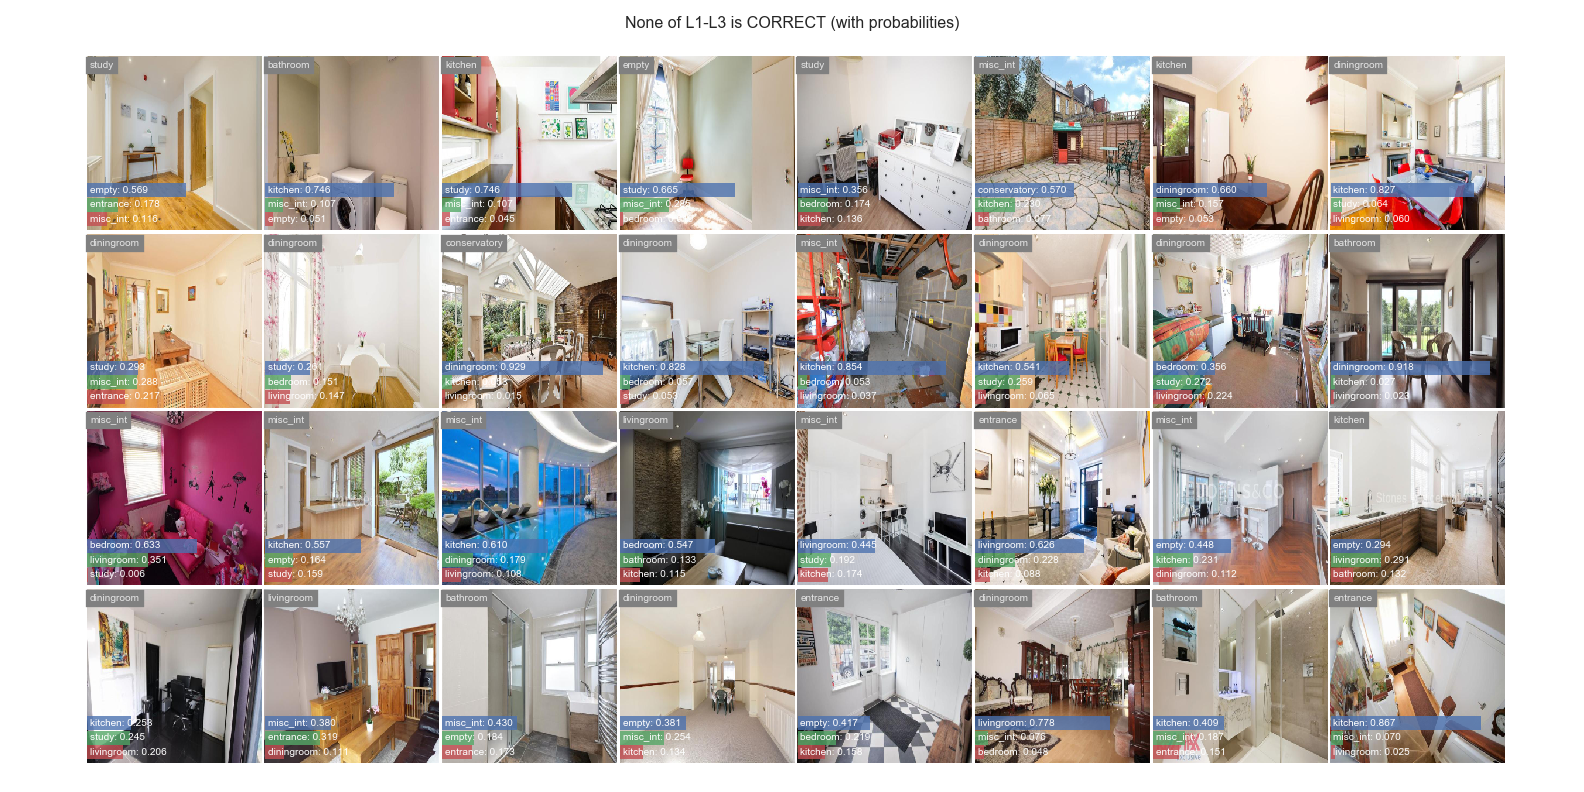 None of L1-L3 is CORRECT (with probabilities)
study
empty: 0.569
entrance: 0.178
misc_int: 0.116
bathroom
kitchen: 0.746
misc_int: 0.107
empty: 0.051
kitchen
study: 0.746
misc_int: 0.107
entrance: 0.045
empty
study: 0.665
misc_int: 0.285
bedroom:
study
misc_int: 0.356
bedroom: 0.174
kitchen: 0.136
misc_int
conservatory: 0.570
kitchen: 0.230
bathroom: 0.077
kitchen
diningroom: 0.660
misc_int: 0.157
empty: 0.053
diningroom
kitchen: 0.827
study: 0.064
livingroom: 0.060
diningroom
study: 0.293
misc_int: 0.288
entrance: 0.217
diningroom
study: 0.261
bedroom: 0.151
livingroom: 0.147
conservatory
diningroom: 0.929
kitchen:
livingroom: 0.015
diningroom
kitchen: 0.828
bedroom: 0.057
study: 0.053
misc_int
kitchen: 0.854
bedroom: 0.053
livingroom: 0.037
diningroom
kitchen: 0.541
study: 0.259
livingroom: 0.065
diningroom
bedroom: 0.356
study: 0.272
livingroom: 0.224
bathroom
diningroom: 0.918
kitchen: 0.027
livingroom: 0.023
misc_int
bedroom: 0.633
livingroom: 0.351
study: 0.006
misc_int
kitchen: 0.557
empty: 0.164
study: 0.159
misc_int
kitchen: 0.610
diningroom: 0.179
livingroom: 0.108
livingroom
bedroom: 0.547
bathroom: 0.133
kitchen: 0.115
misc_int
livingroom: 0.445
study: 0.192
kitchen: 0.174
entrance
livingroom: 0.626
diningroom: 0.228
kitchen: 0.088
misc_int
empty: 0.448
kitchen: 0.231
diningroom: 0.112
kitchen
empty: 0.294
livingroom: 0.291
bathroom: 0.132
diningroom
kitchen: 0.253
study: 0.245
livingroom: 0.206
livingroom
misc_int: 0.380
entrance: 0.319
diningroom: 0.111
bathroom
misc_int: 0.430
empty: 0.184
entrance: 0.173
diningroom
empty: 0.381
misc_int: 0.254
kitchen: 0.134
entrance
empty: 0.417
bedroom: 0.219
kitchen: 0.158
diningroom
livingroom: 0.778
misc_int: 0.076
bedroom: 0.048
bathroom
kitchen: 0.409
misc_int: 0.187
entrance: 0.151
entrance
kitchen: 0.867
misc_int: 0.070
livingroom: 0.025